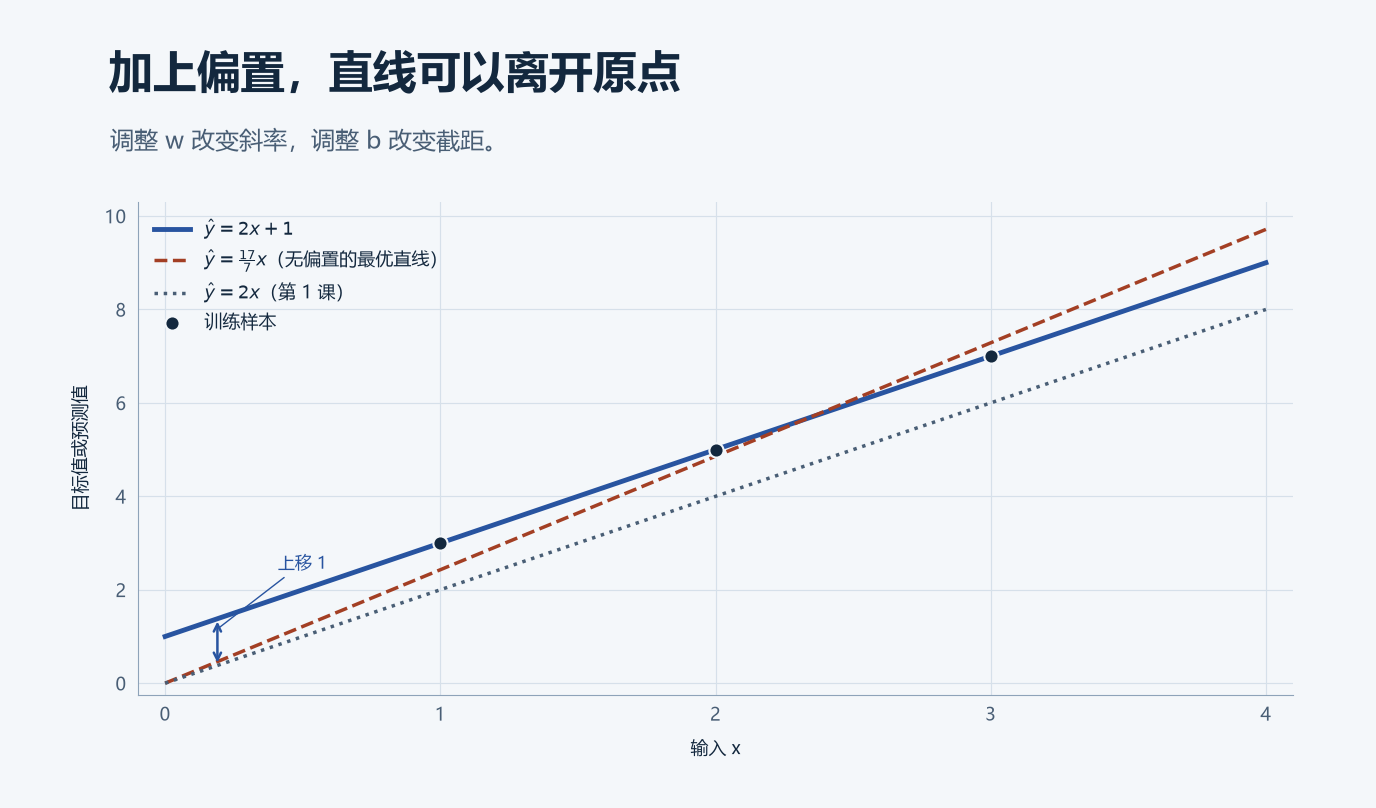 加上偏置，直线可以离开原点
调整 w 改变斜率，调整 b 改变截距。
10
8
6
4
2
0
目标值或预测值
ŷ = 2x + 1
ŷ = 17/7 x（无偏置的最优直线）
ŷ = 2x（第 1 课）
训练样本
上移 1
0 1 2 3 4
输入 x